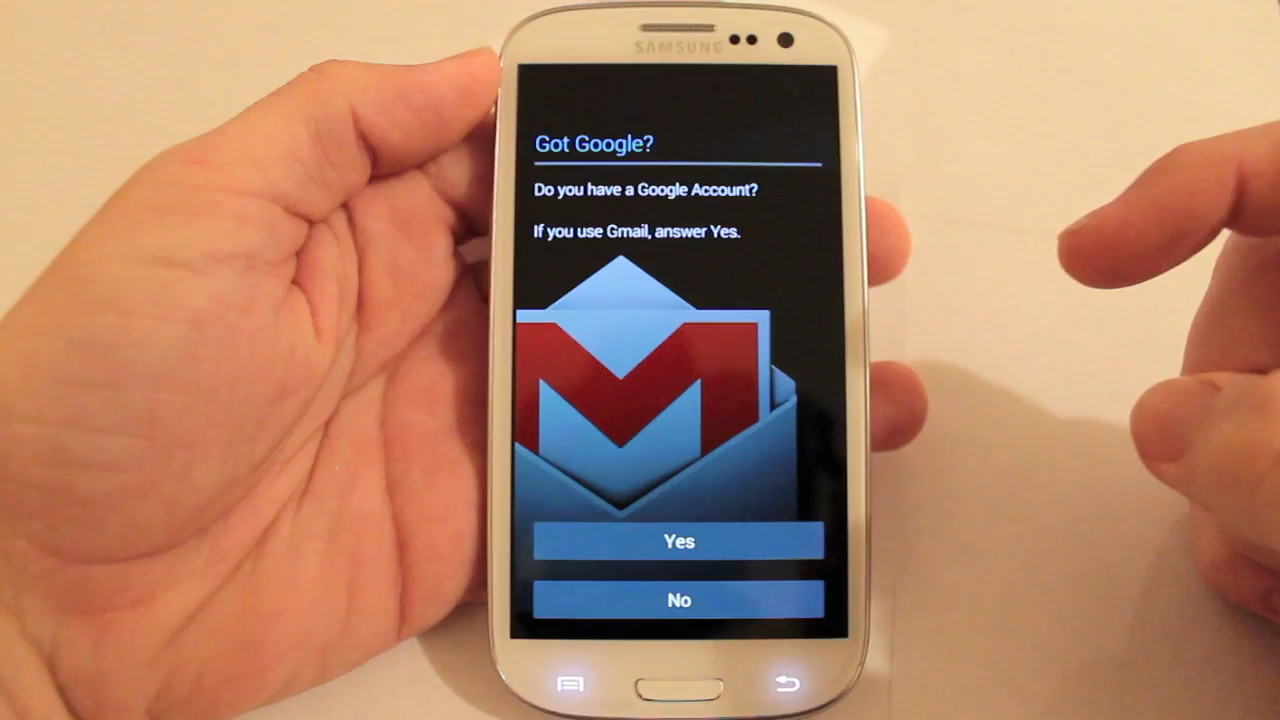 SAMSUNG
Got Google?
Do you have a Google Account?
If you use Gmail, answer Yes.
Yes
No